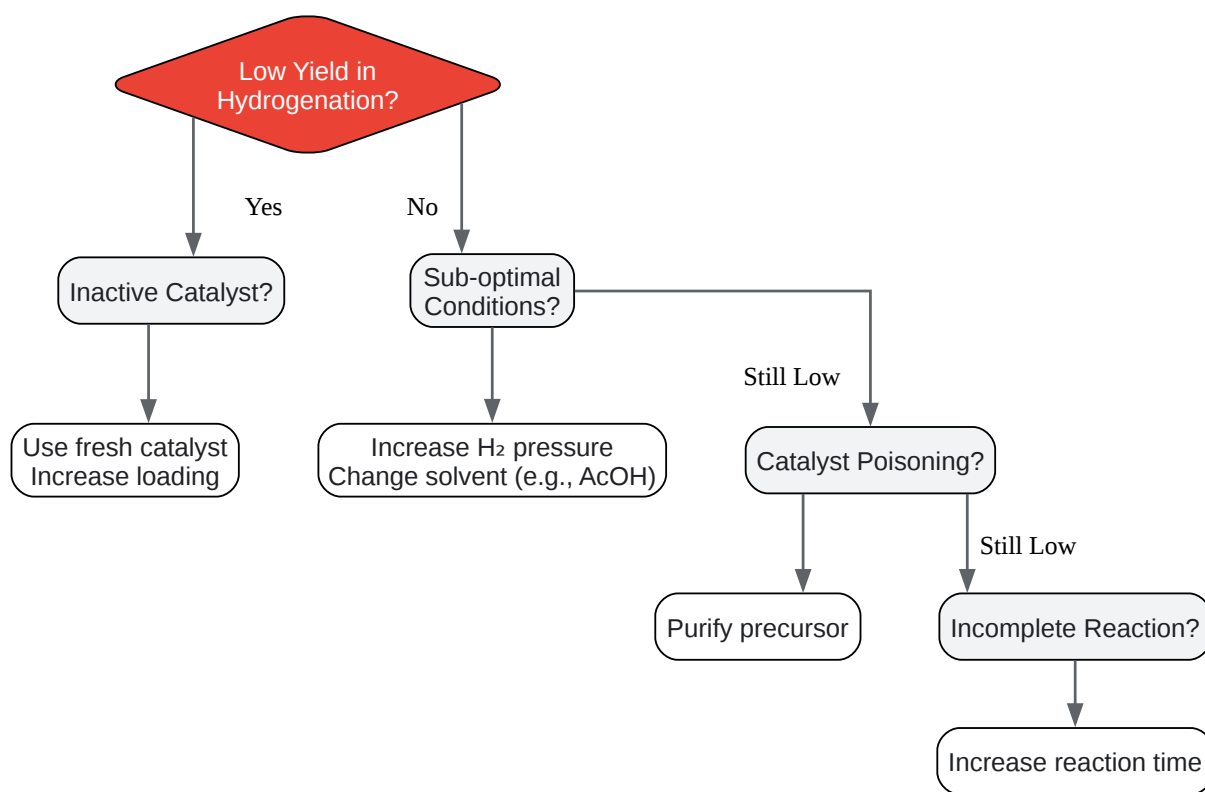 Low Yield in
Hydrogenation?
Yes
No
Inactive Catalyst?
Sub-optimal
Conditions?
Still Low
Use fresh catalyst
Increase loading
Increase H₂ pressure
Change solvent (e.g., AcOH)
Catalyst Poisoning?
Still Low
Purify precursor
Incomplete Reaction?
Increase reaction time